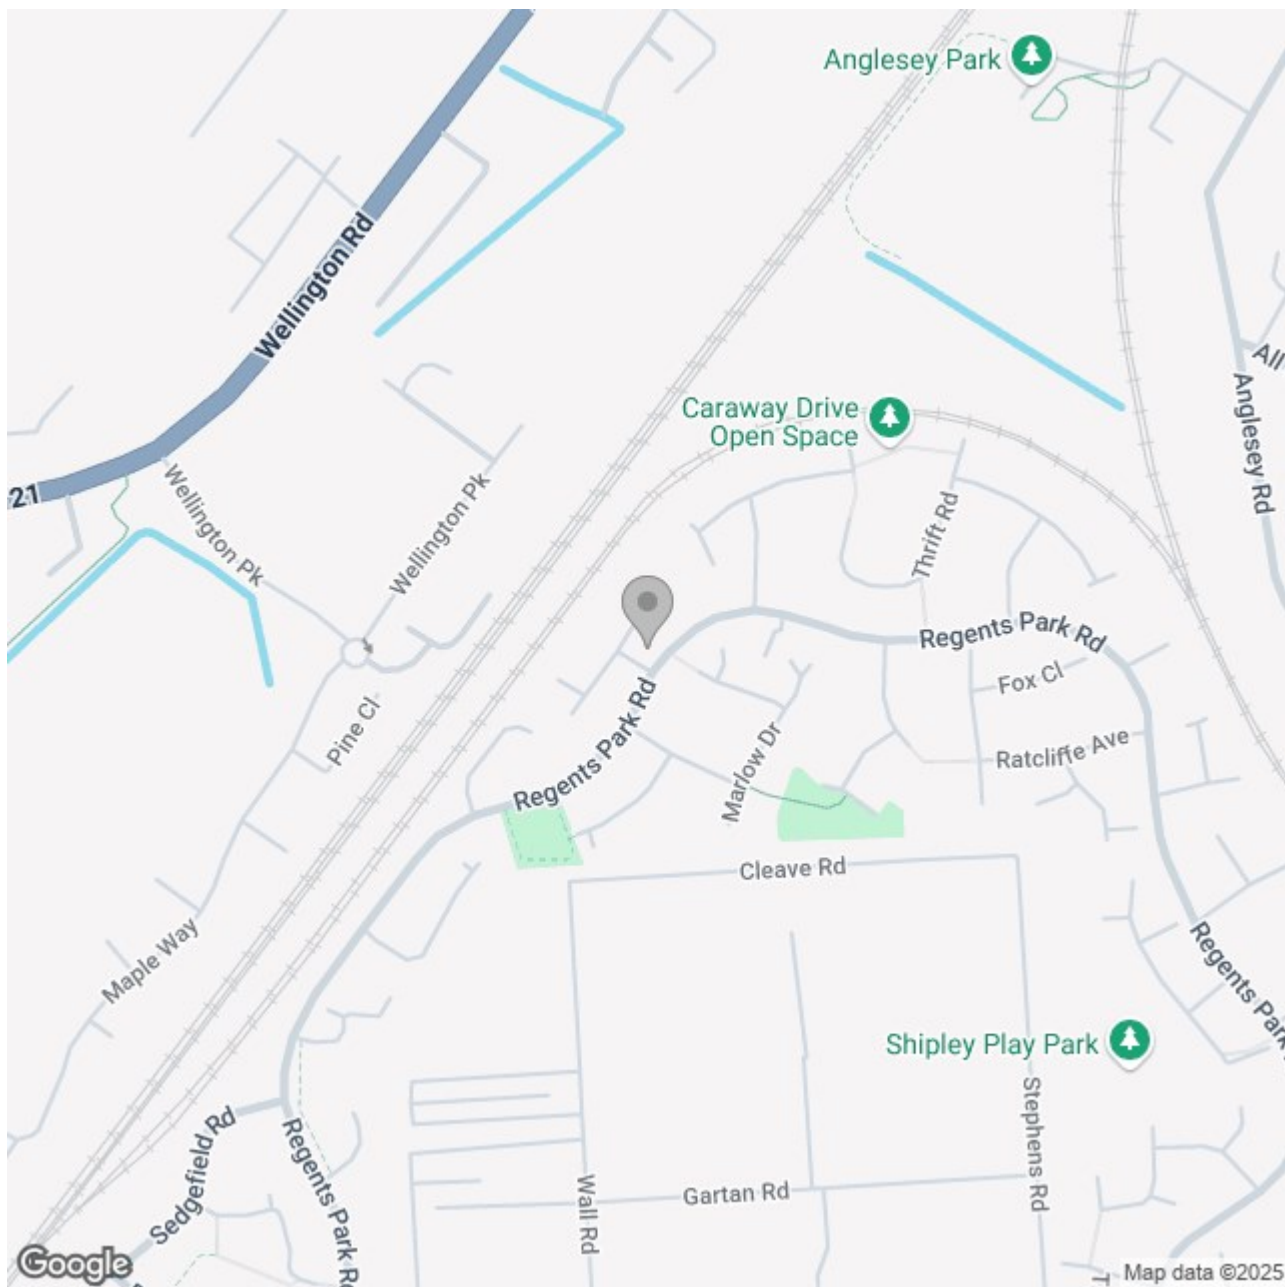 Anglesey Park
Wellington Rd
All
Caraway Drive
Open Space
Anglesey Rd
21
Wellington Pk
Wellington Pk
Thrift Rd
Regents Park Rd
Fox Cl
Regents Park Rd
Pine Cl
Marlow Dr
Ratcliffe Ave
Cleave Rd
Maple Way
Regents Park
Shipley Play Park
Stephens Rd
Sedgefield Rd
Regents Park Rd
Wall Rd
Gartan Rd
Google
Map data ©2025